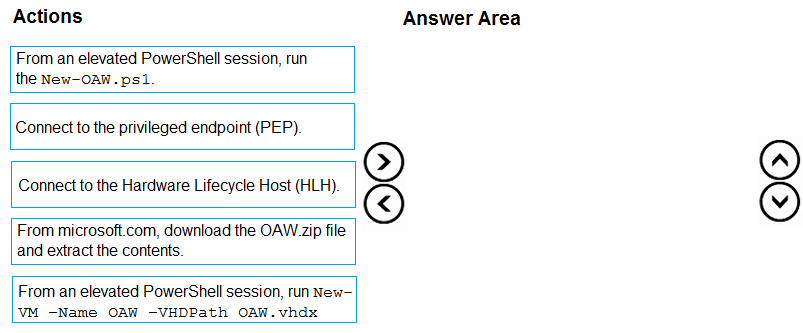 Actions
Answer Area
From an elevated PowerShell session, run
the New-OAW.ps1.
Connect to the privileged endpoint (PEP).
Connect to the Hardware Lifecycle Host (HLH).
From microsoft.com, download the OAW.zip file
and extract the contents.
From an elevated PowerShell session, run New-
VM –Name OAW –VHDPath OAW.vhdx